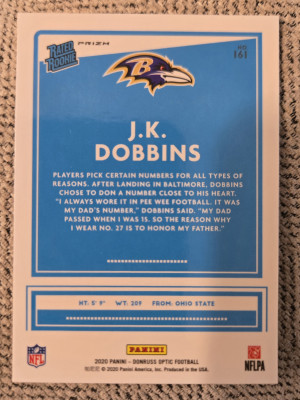 PRIZM
NO.
161
RATED
ROOKIE
B
J.K.
DOBBINS
PLAYERS PICK CERTAIN NUMBERS FOR ALL TYPES OF
REASONS. AFTER LANDING IN BALTIMORE, DOBBINS
CHOSE TO DON A NUMBER CLOSE TO HIS HEART.
"I ALWAYS WORE IT IN PEE WEE FOOTBALL. IT WAS
MY DAD'S NUMBER," DOBBINS SAID. "MY DAD
PASSED WHEN I WAS 15. SO THE REASON WHY
I WEAR NO. 27 IS TO HONOR MY FATHER."
HT: 5' 9" WT: 209 FROM: OHIO STATE
PANINI
NFL
2020 PANINI - DONRUSS OPTIC FOOTBALL
© 2020 Panini America, Inc. Produced in the USA.
NFLPA